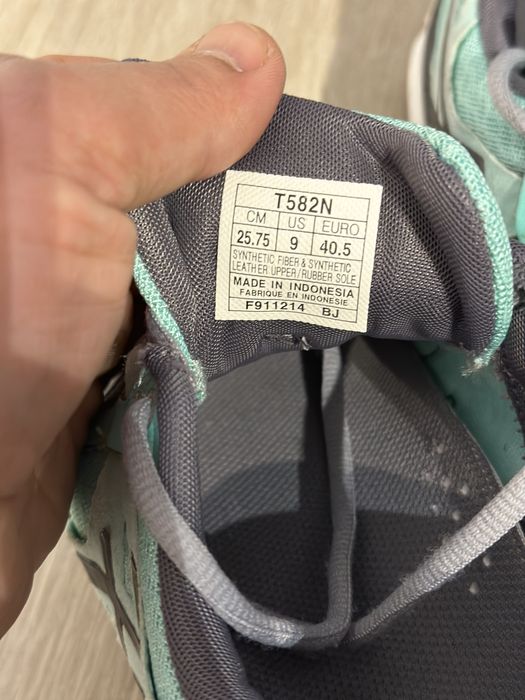 T582N
CM US EURO
25.75 9 40.5
SYNTHETIC FIBER & SYNTHETIC
LEATHER UPPER/RUBBER SOLE
MADE IN INDONESIA
FABRIQUE EN INDONESIE
F911214 BJ